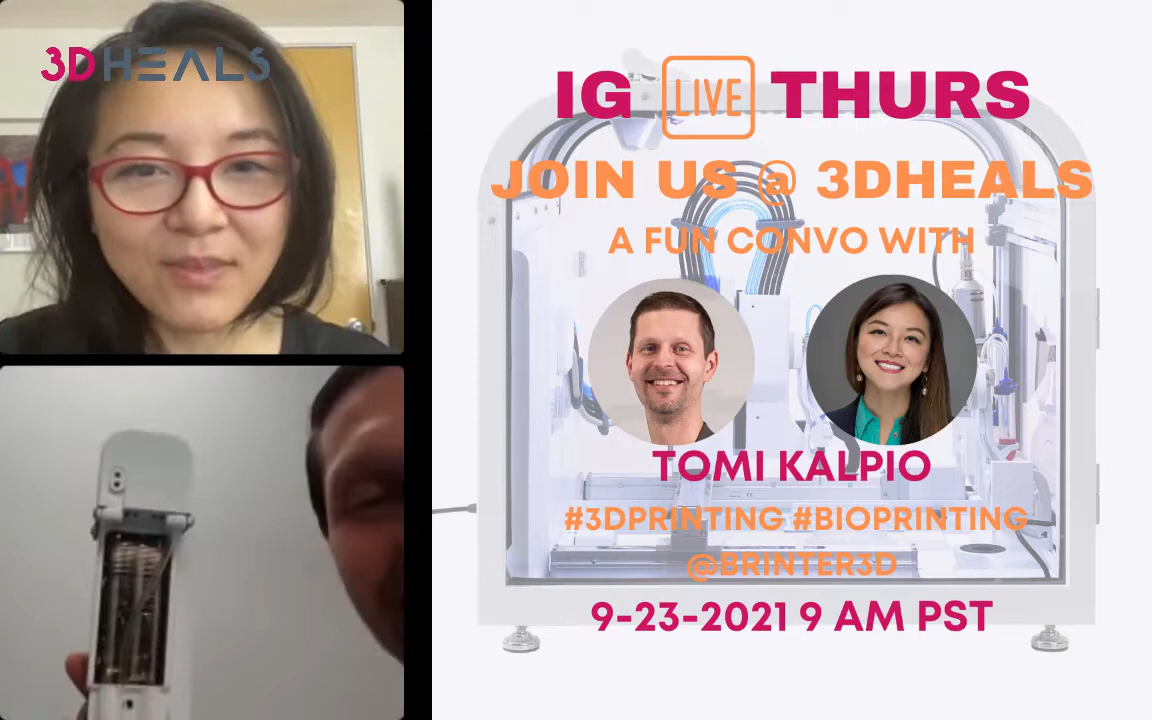 3DHEALS
IG LIVE THURS
JOIN US @ 3DHEALS
A FUN CONVO WITH
TOMI KALPIO
#3DPRINTING #BIOPRINTING
@BRINTER3D
9-23-2021 9 AM PST